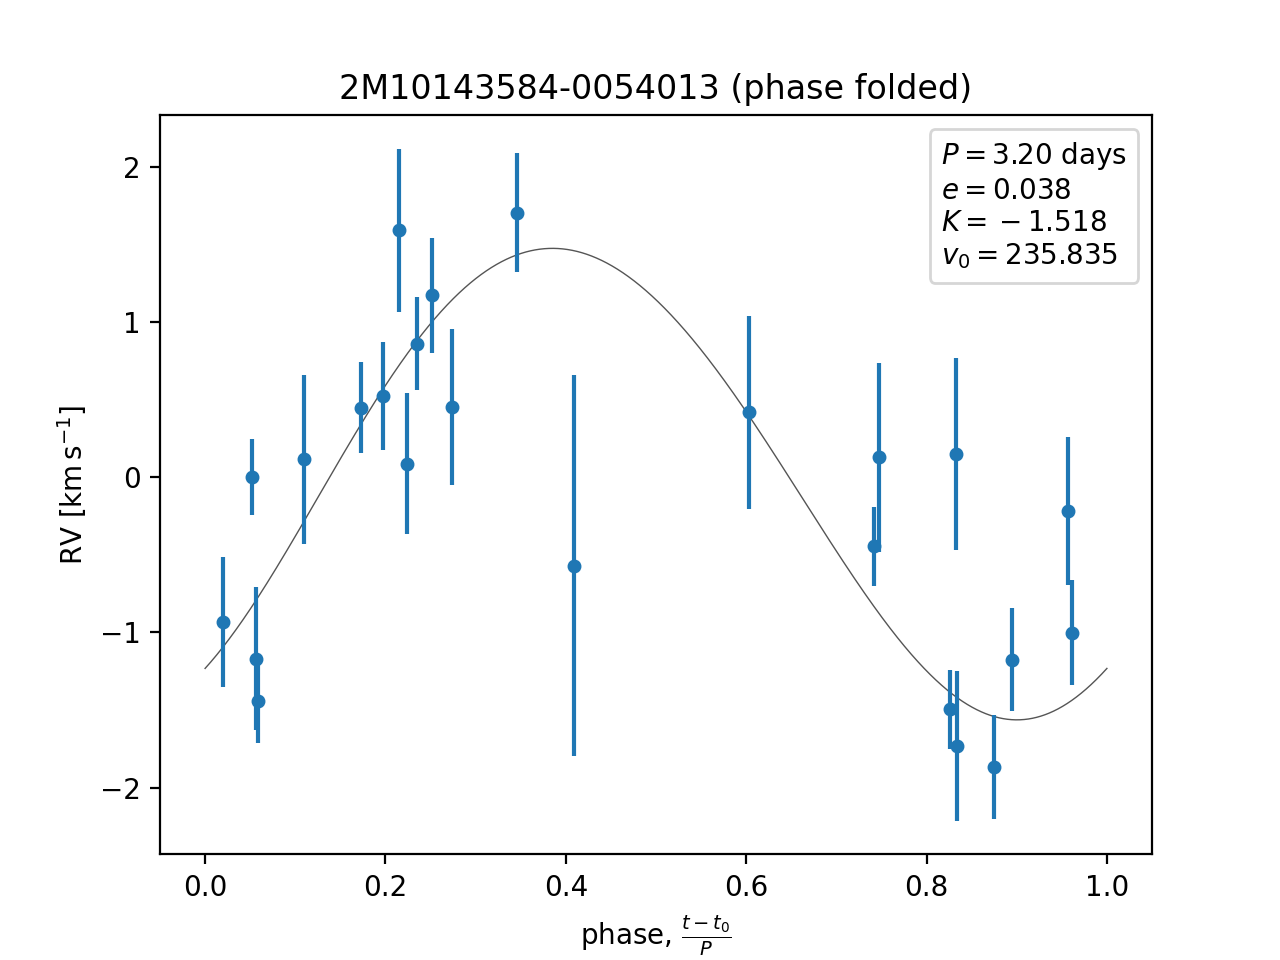 2M10143584-0054013 (phase folded)
P = 3.20 days
e = 0.038
K = −1.518
v₀ = 235.835
2
1
0
−1
−2
RV [km s⁻¹]
0.0 0.2 0.4 0.6 0.8 1.0
phase, (t − t₀)/P